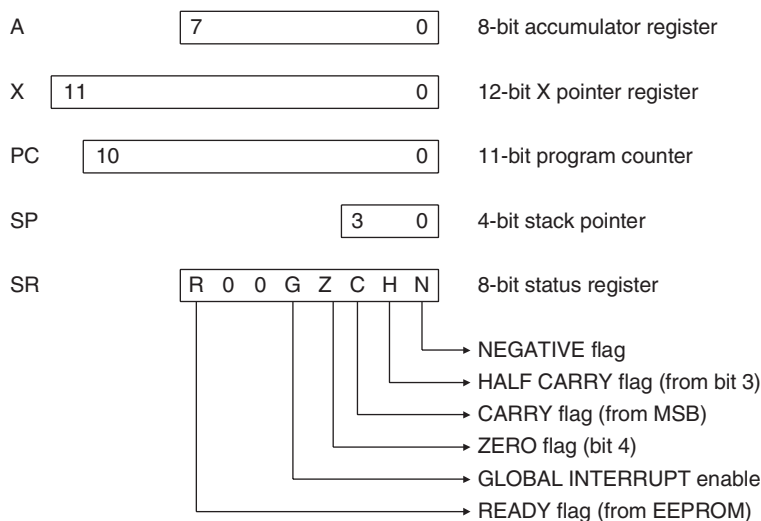 A 7 0 8-bit accumulator register
X 11 0 12-bit X pointer register
PC 10 0 11-bit program counter
SP 3 0 4-bit stack pointer
SR R 0 0 G Z C H N 8-bit status register
NEGATIVE flag
HALF CARRY flag (from bit 3)
CARRY flag (from MSB)
ZERO flag (bit 4)
GLOBAL INTERRUPT enable
READY flag (from EEPROM)